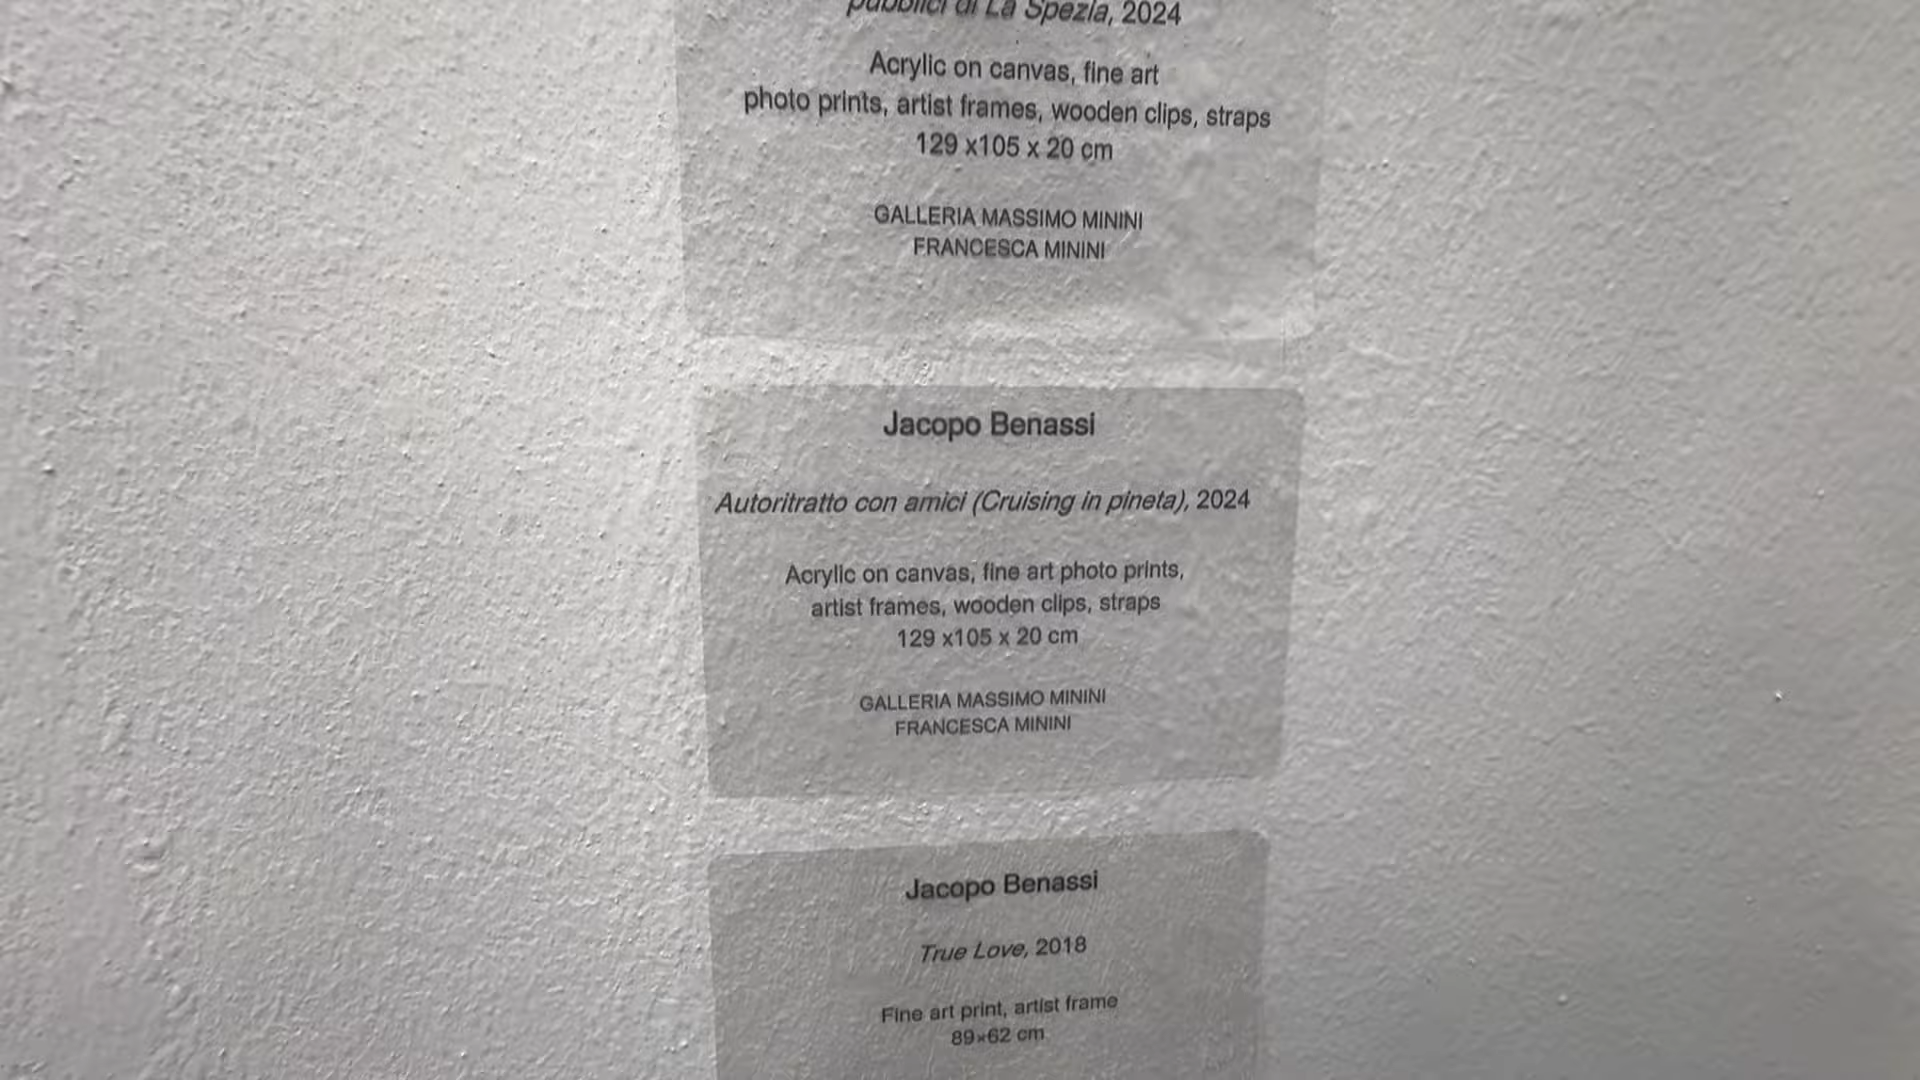 pubblici di La Spezia, 2024
Acrylic on canvas, fine art
photo prints, artist frames, wooden clips, straps
129 x105 x 20 cm
GALLERIA MASSIMO MININI
FRANCESCA MININI
Jacopo Benassi
Autoritratto con amici (Cruising in pineta), 2024
Acrylic on canvas, fine art photo prints,
artist frames, wooden clips, straps
129 x105 x 20 cm
GALLERIA MASSIMO MININI
FRANCESCA MININI
Jacopo Benassi
True Love, 2018
Fine art print, artist frame
89×62 cm